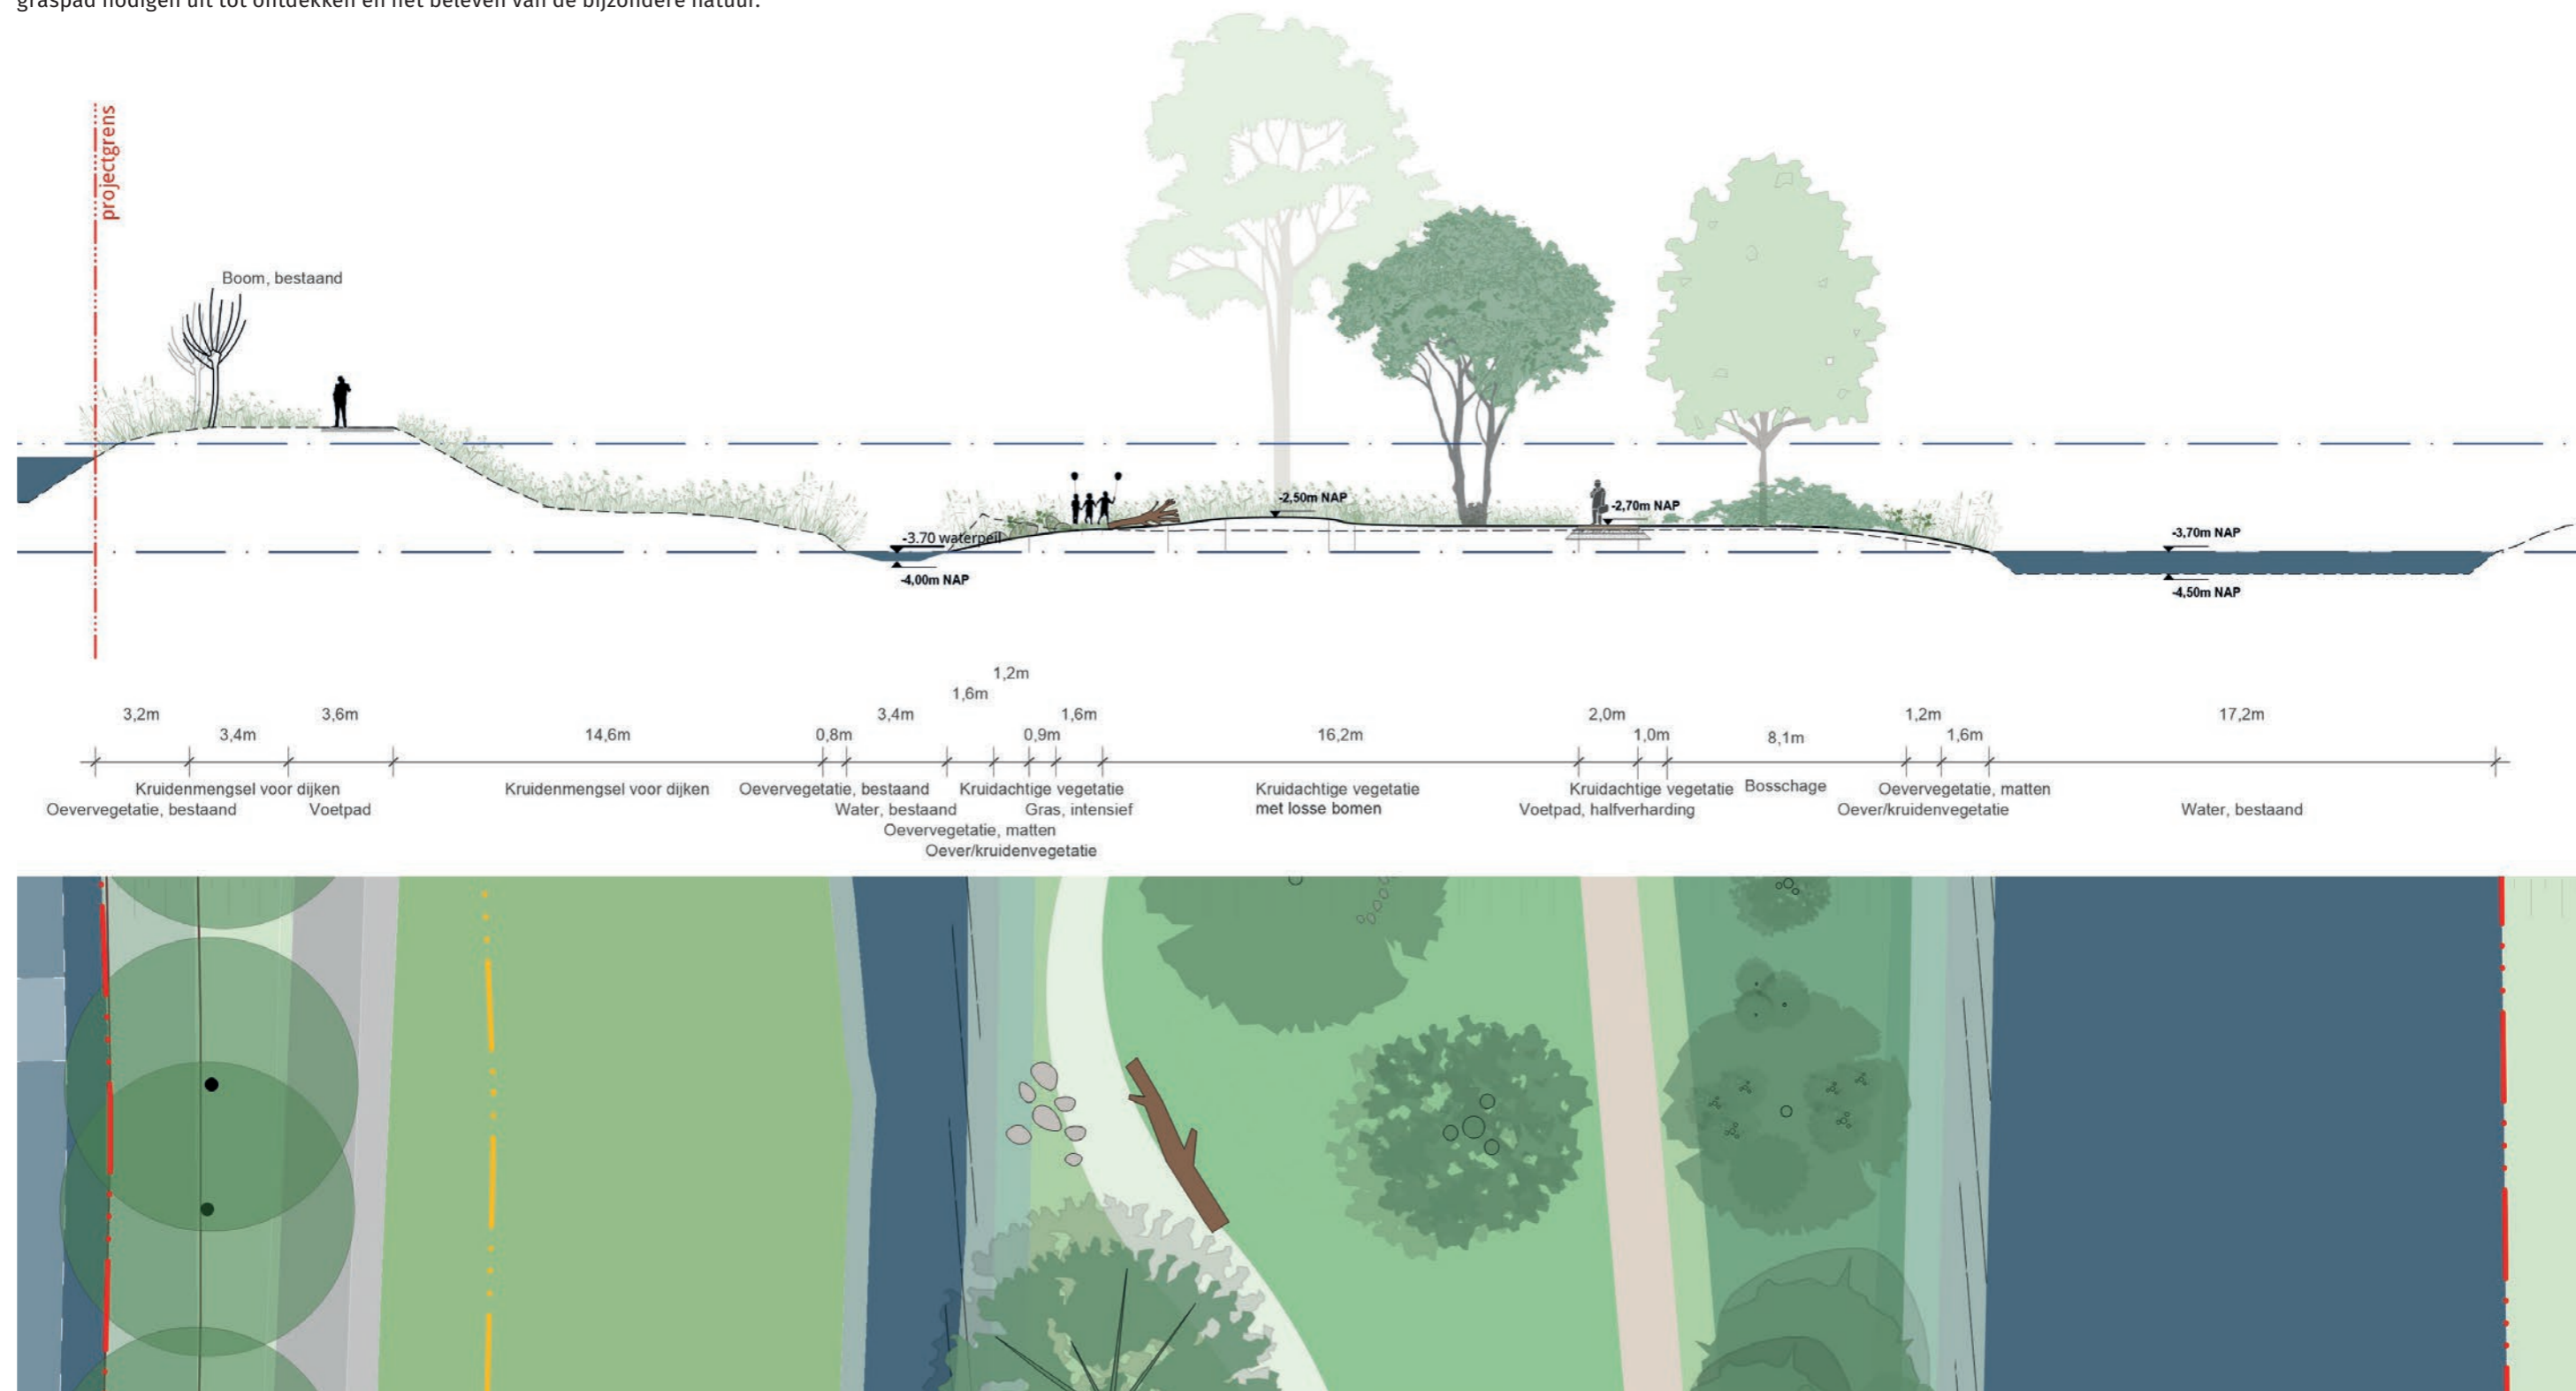 graspad nodigen uit tot ontdekken en het beleven van de bijzondere natuur.
projectgrens
Boom, bestaand
-2,50m NAP
-2,70m NAP
-3.70 waterpeil
-3,70m NAP
-4,00m NAP
-4,50m NAP
1,2m
1,6m
3,2m 3,6m 3,4m 1,6m 2,0m 1,2m 17,2m
3,4m 14,6m 0,8m 0,9m 16,2m 1,0m 8,1m 1,6m
Kruidenmengsel voor dijken Kruidenmengsel voor dijken Oevervegetatie, bestaand Kruidachtige vegetatie Kruidachtige vegetatie Kruidachtige vegetatie Bosschage Oevervegetatie, matten
Oevervegetatie, bestaand Voetpad Water, bestaand Gras, intensief met losse bomen Voetpad, halfverharding Oever/kruidenvegetatie Water, bestaand
Oevervegetatie, matten
Oever/kruidenvegetatie